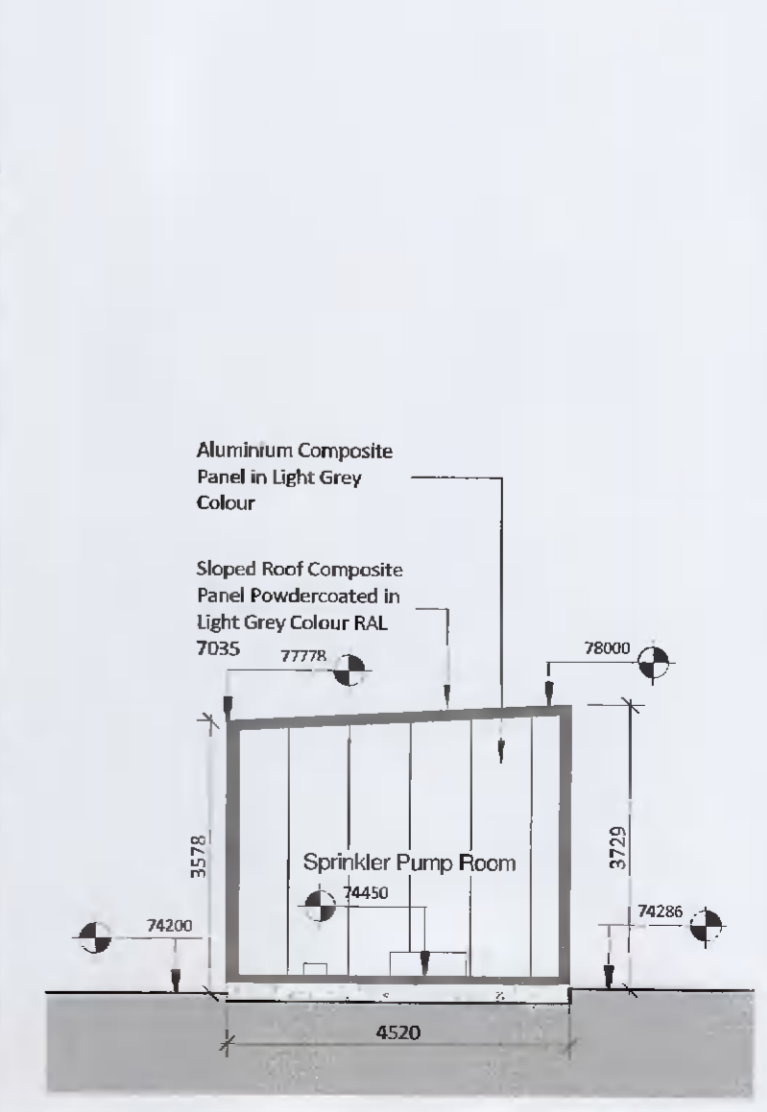 Aluminium Composite
Panel in Light Grey
Colour
Sloped Roof Composite
Panel Powdercoated in
Light Grey Colour RAL
7035
77778
78000
3578
3729
Sprinkler Pump Room
74450
74200
74286
4520